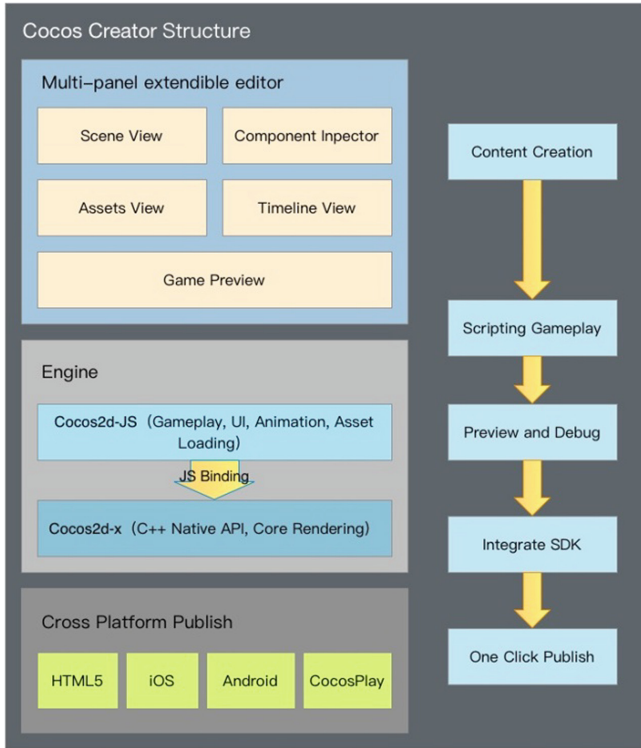 Cocos Creator Structure
Multi-panel extendible editor
Scene View
Component Inpector
Assets View
Timeline View
Game Preview
Engine
Cocos2d-JS（Gameplay, UI, Animation, Asset
Loading）
JS Binding
Cocos2d-x（C++ Native API, Core Rendering）
Cross Platform Publish
HTML5
iOS
Android
CocosPlay
Content Creation
Scripting Gameplay
Preview and Debug
Integrate SDK
One Click Publish